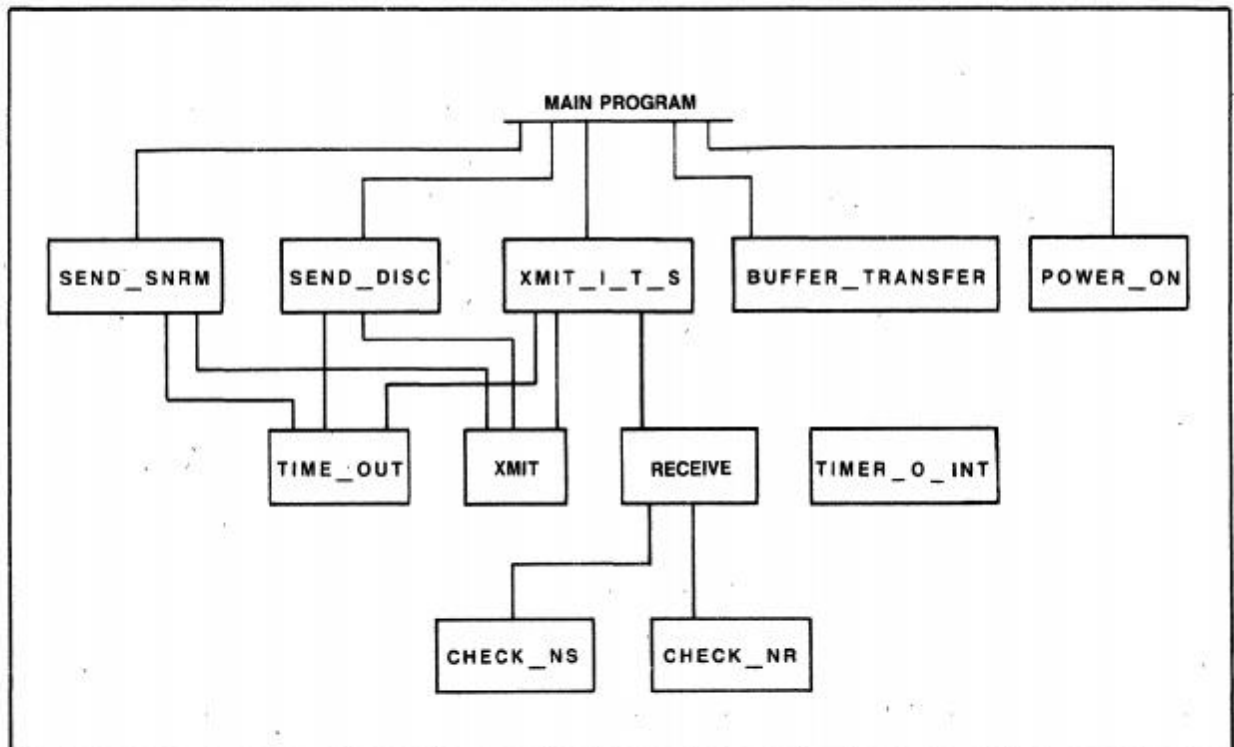 MAIN PROGRAM
SEND_SNRM
SEND_DISC
XMIT_I_T_S
BUFFER_TRANSFER
POWER_ON
TIME_OUT
XMIT
RECEIVE
TIMER_O_INT
CHECK_NS
CHECK_NR